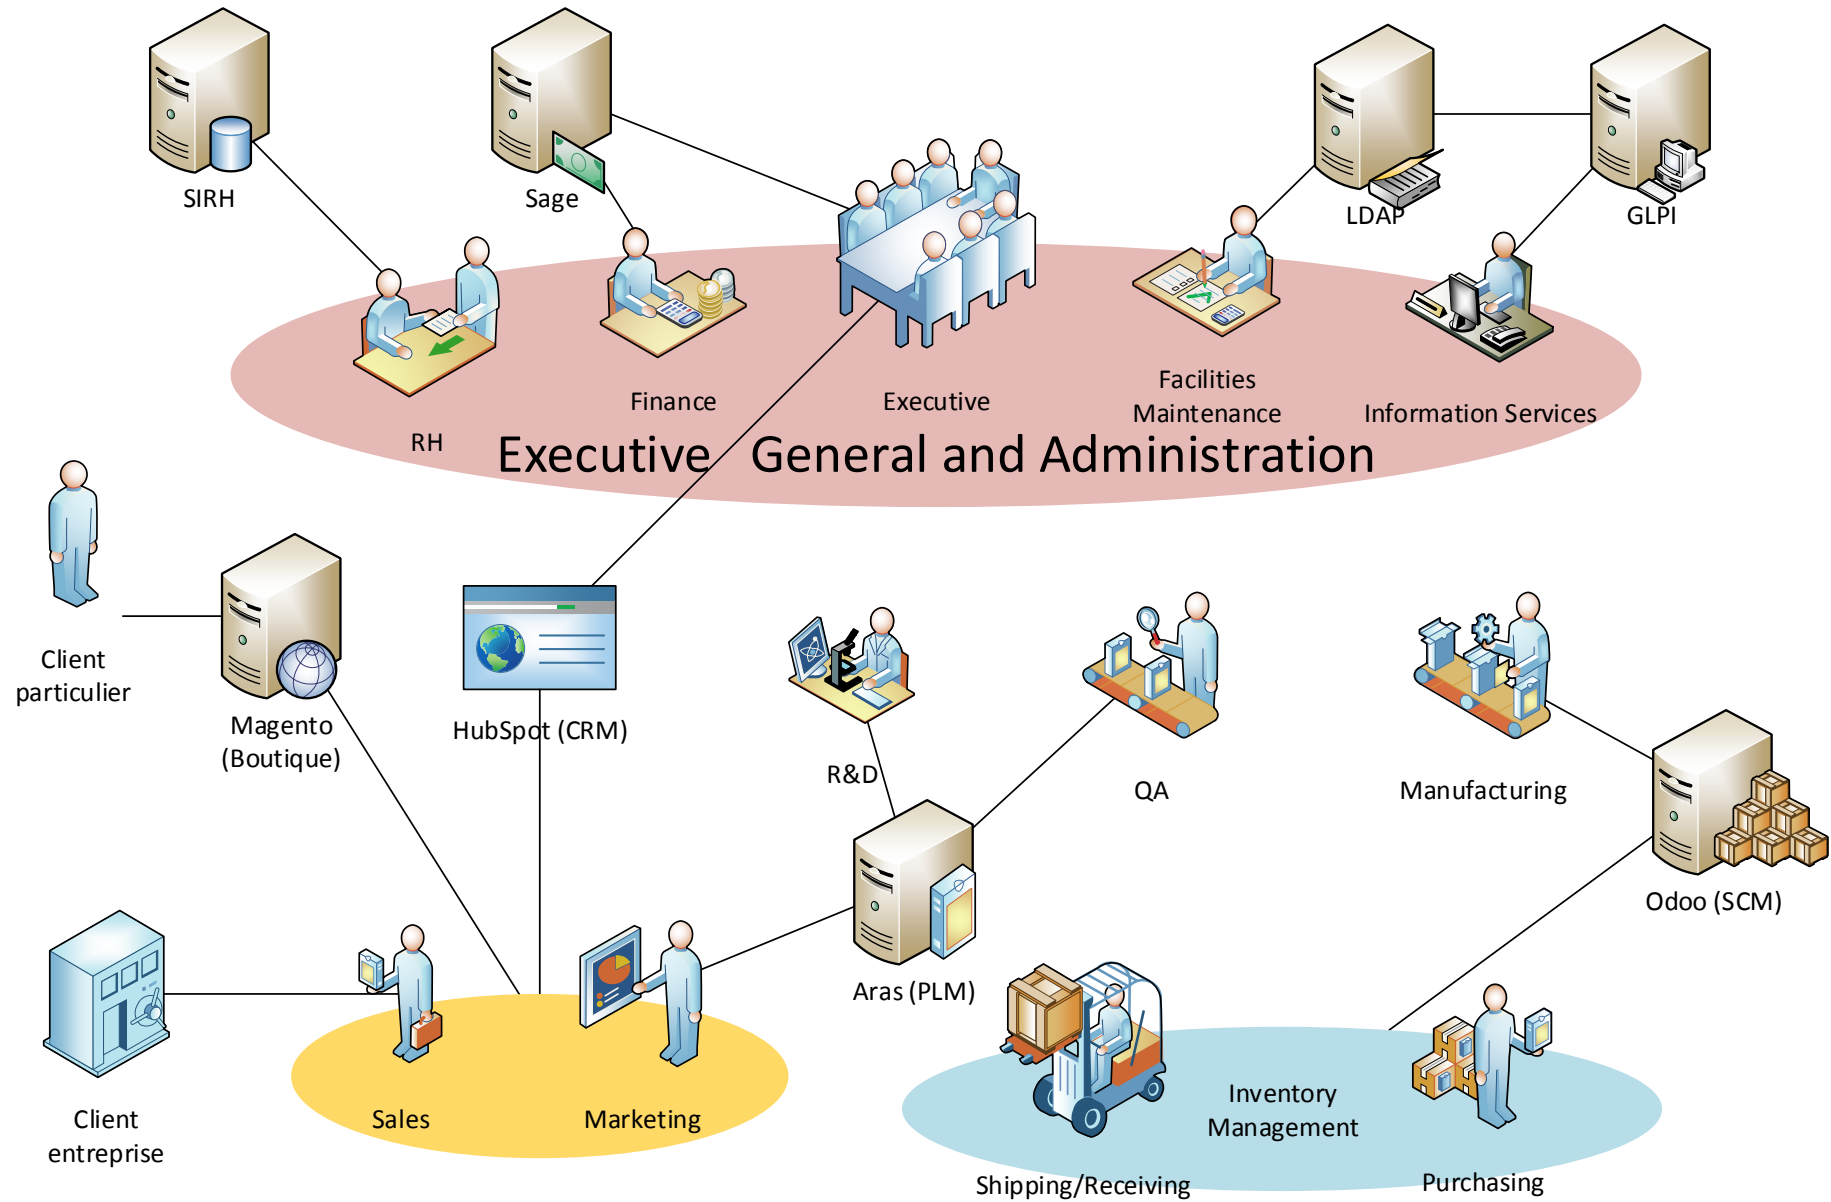 SIRH
Sage
LDAP
GLPI
RH
Finance
Executive
Facilities
Maintenance
Information Services
Executive   General and Administration
Client
particulier
Magento
(Boutique)
HubSpot (CRM)
R&D
QA
Manufacturing
Odoo (SCM)
Aras (PLM)
Client
entreprise
Sales
Marketing
Inventory
Management
Shipping/Receiving
Purchasing